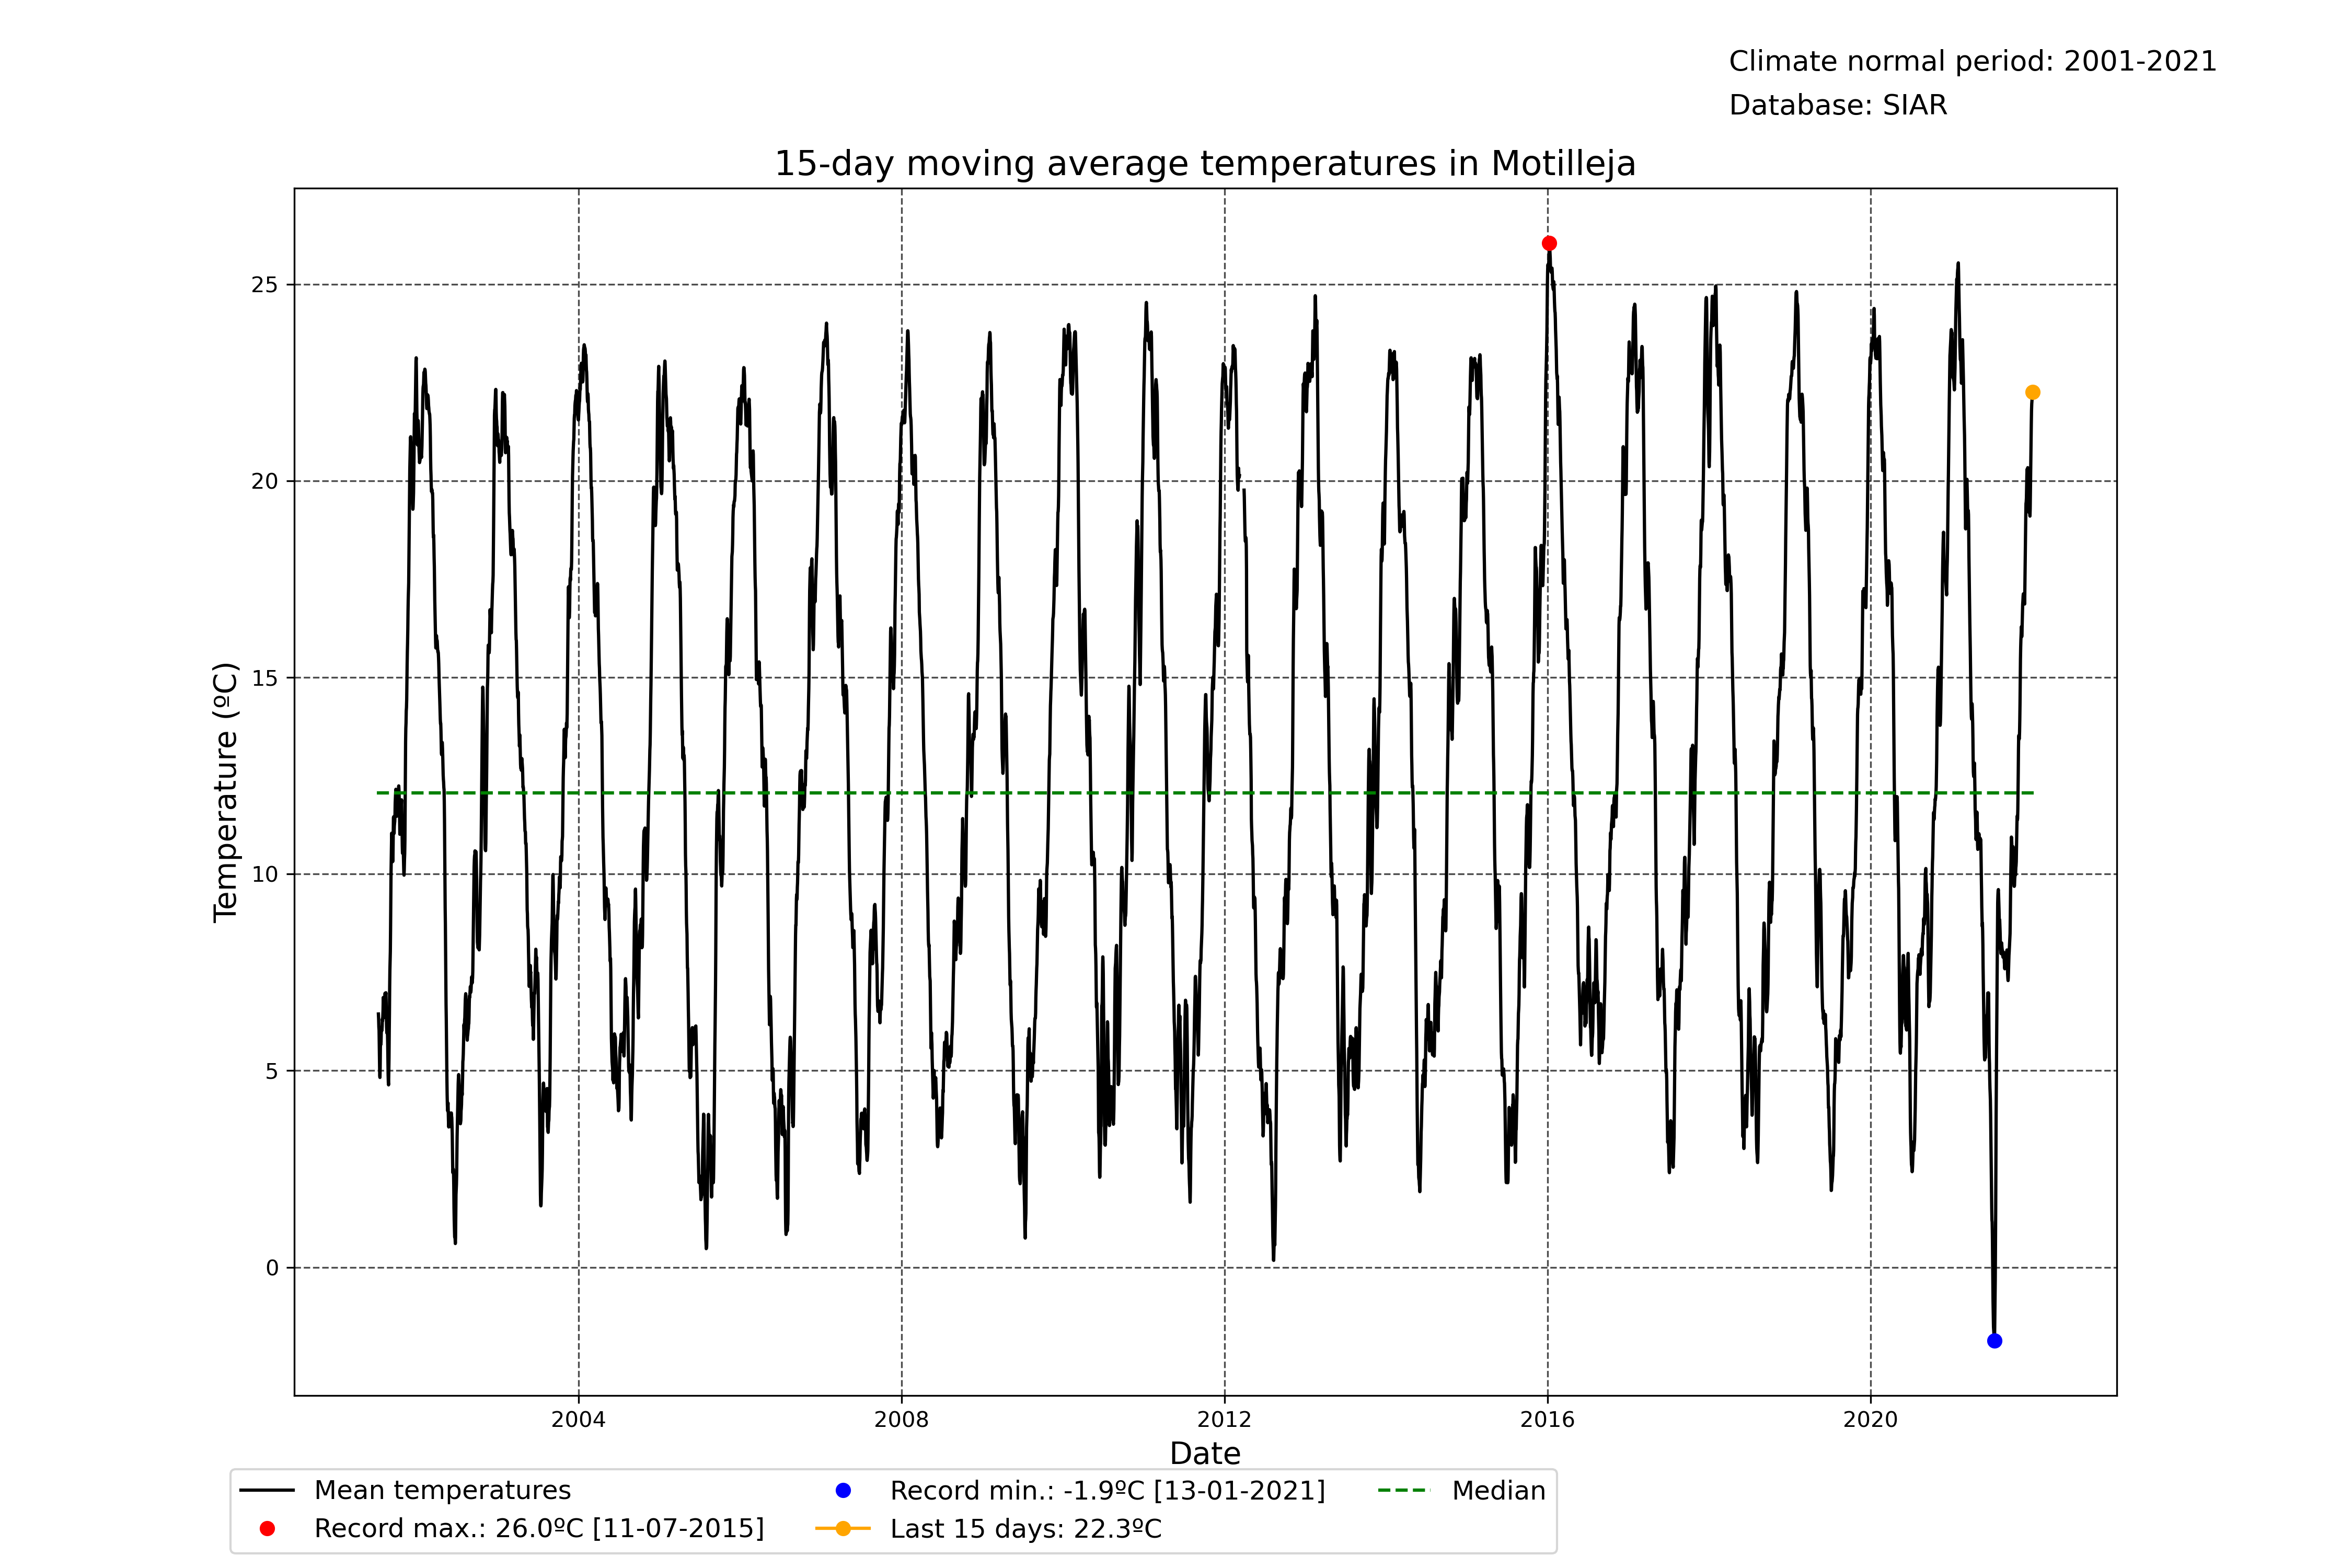 Climate normal period: 2001-2021
Database: SIAR
15-day moving average temperatures in Motilleja
Temperature (ºC)
25
20
15
10
5
0
2004 2008 2012 2016 2020
Date
Mean temperatures
Record max.: 26.0ºC [11-07-2015]
Record min.: -1.9ºC [13-01-2021]
Last 15 days: 22.3ºC
Median